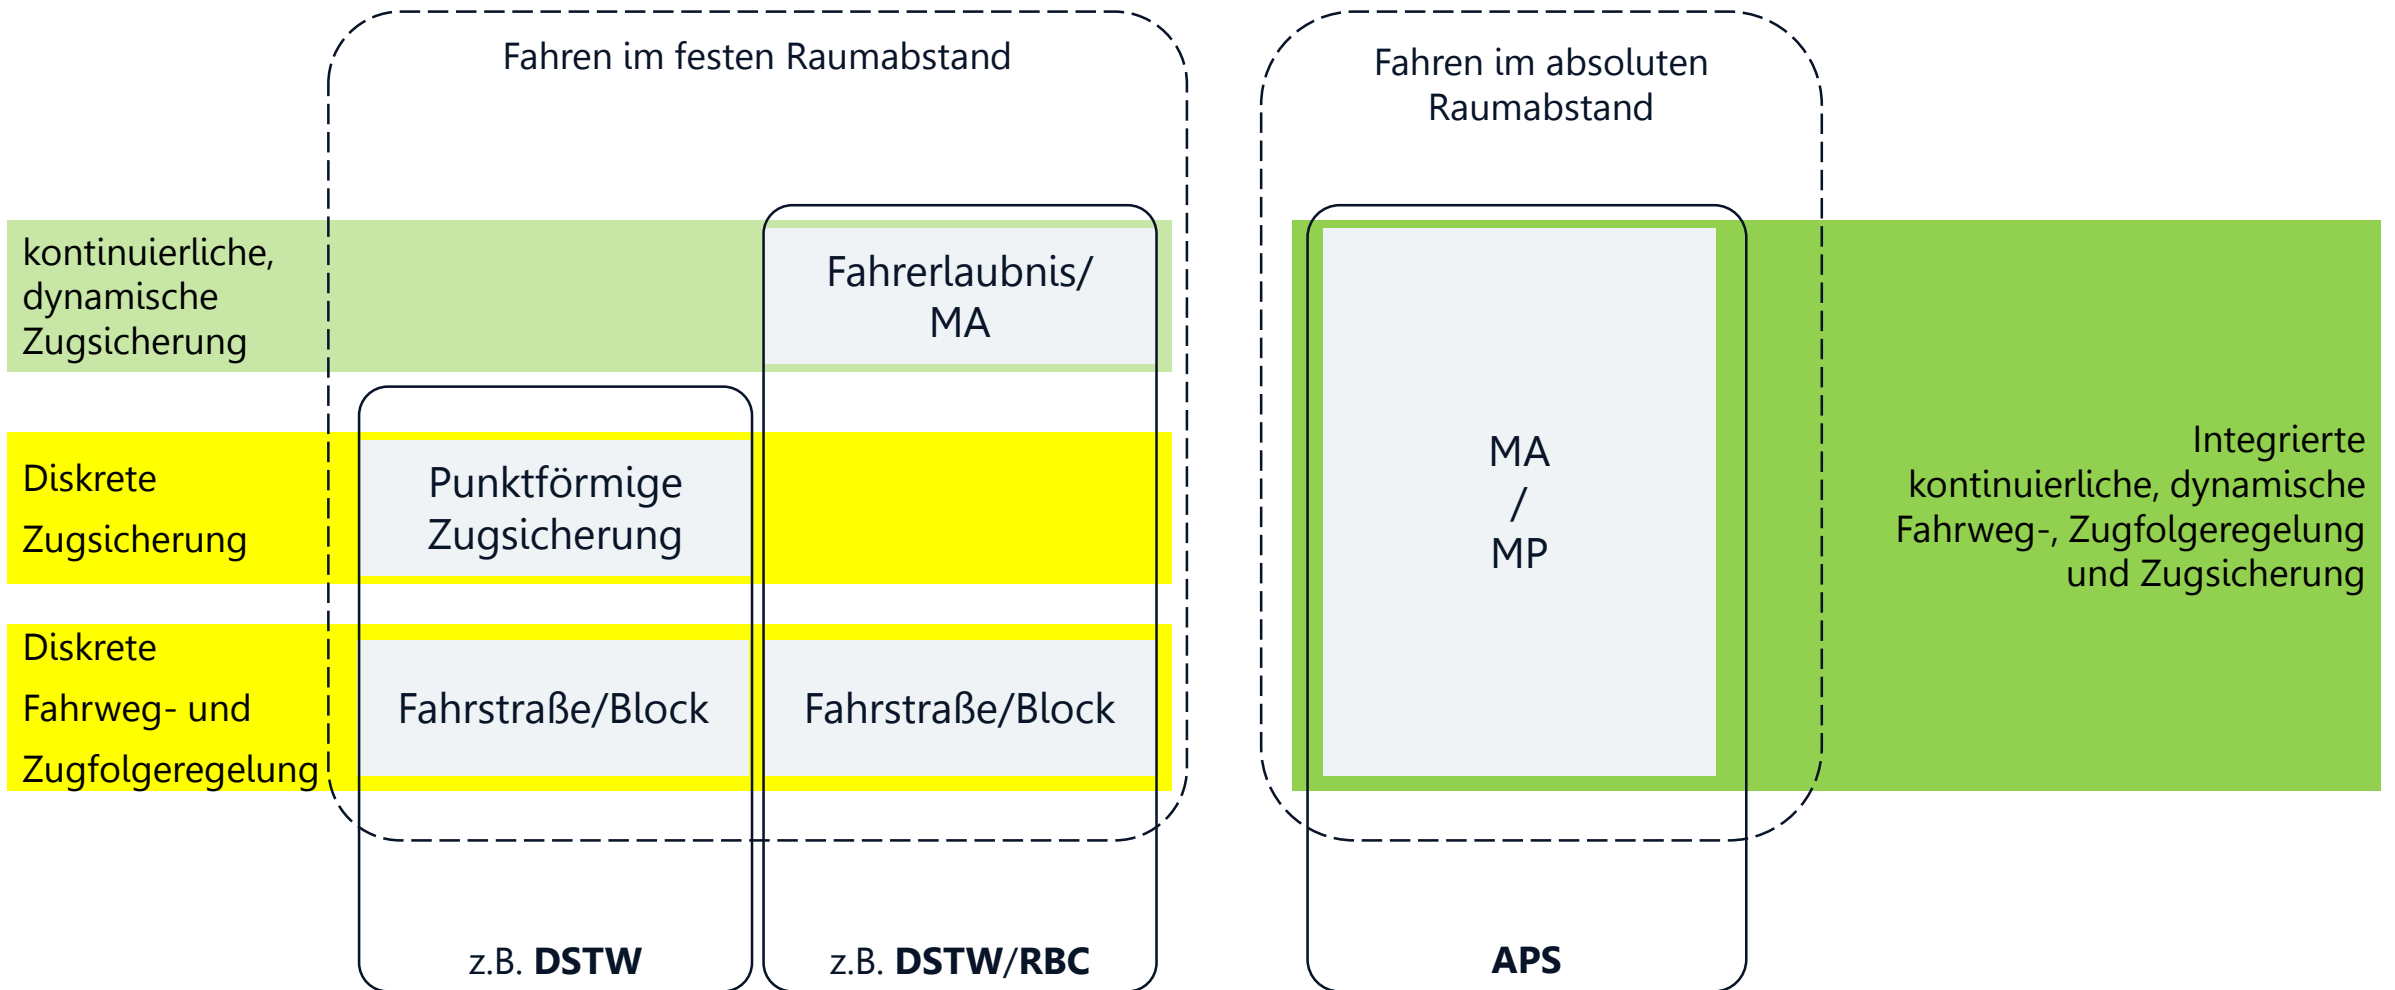 Fahren im festen Raumabstand
Fahren im absoluten
Raumabstand
kontinuierliche,
dynamische
Zugsicherung
Fahrerlaubnis/
MA
Diskrete
Zugsicherung
Punktförmige
Zugsicherung
MA
/
MP
Integrierte
kontinuierliche, dynamische
Fahrweg-, Zugfolgeregelung
und Zugsicherung
Diskrete
Fahrweg- und
Zugfolgeregelung
Fahrstraße/Block
Fahrstraße/Block
z.B. DSTW
z.B. DSTW/RBC
APS